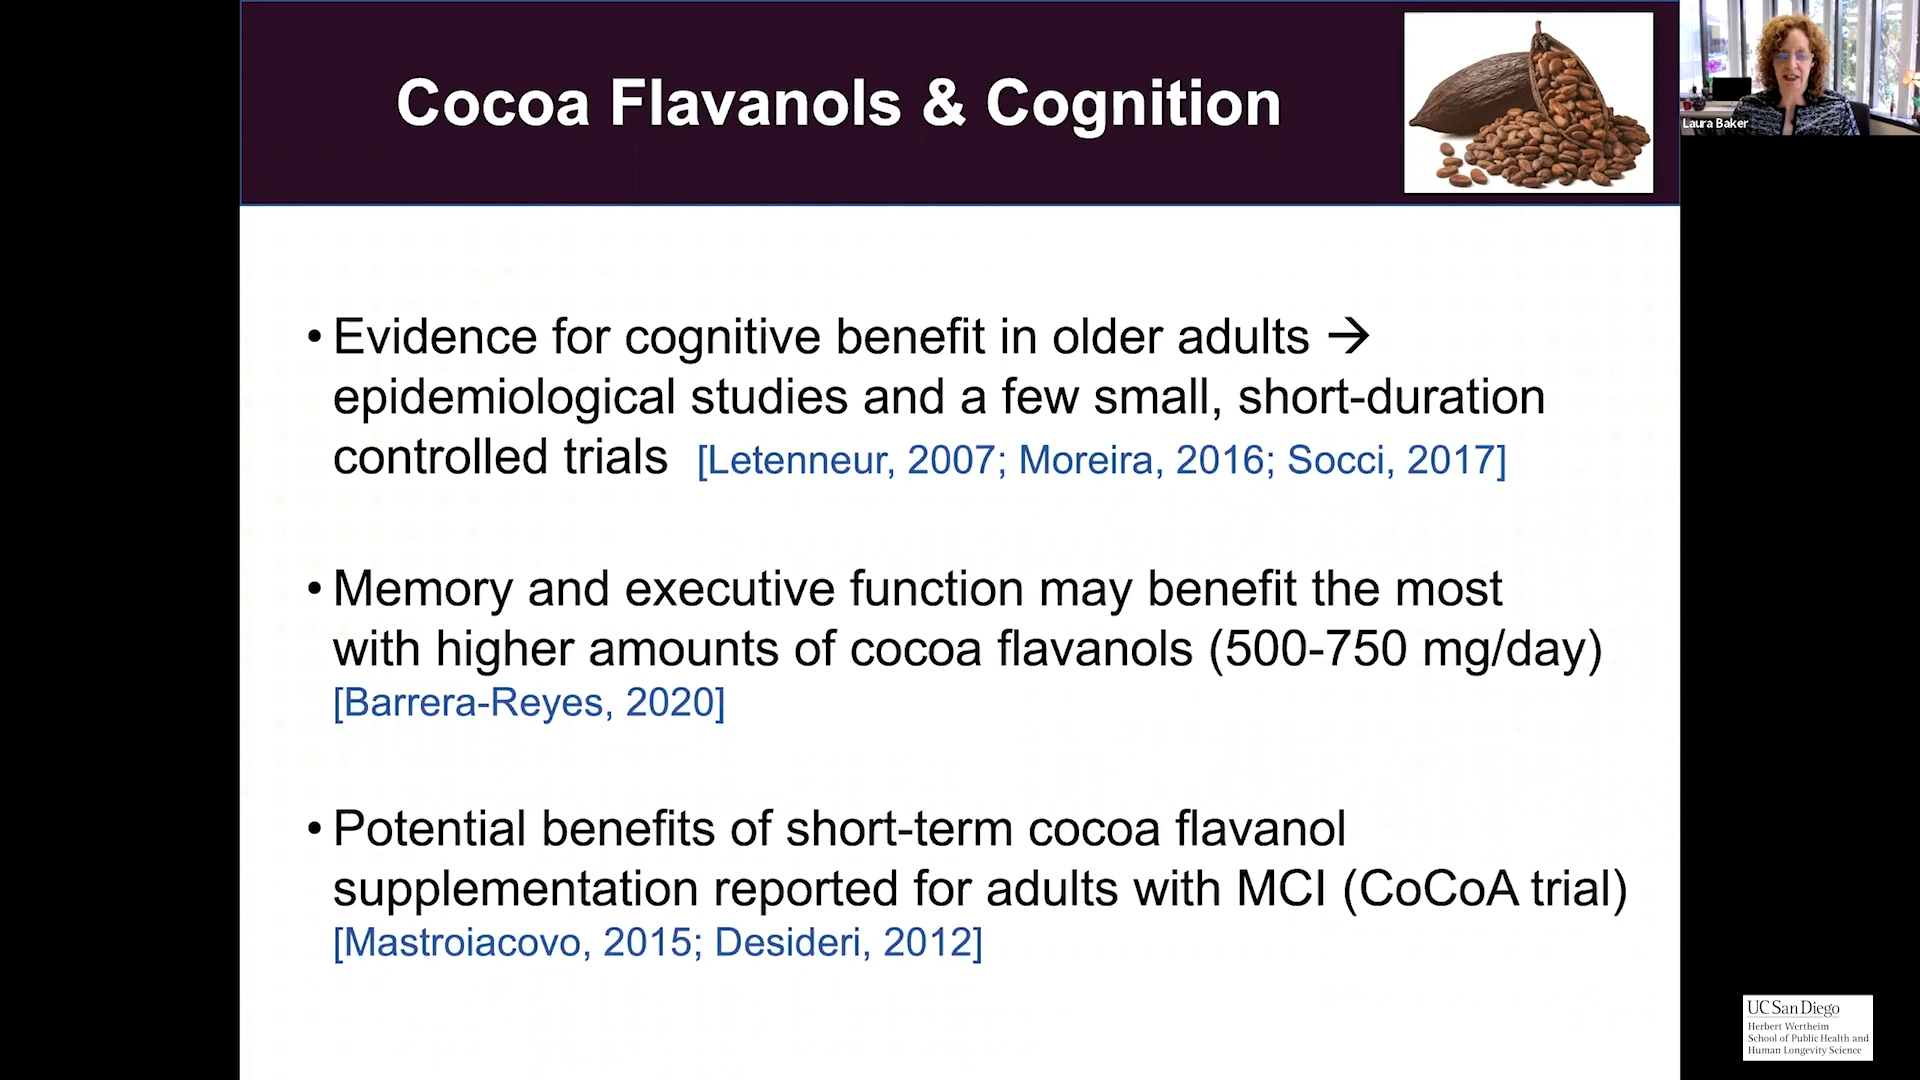 Cocoa Flavanols & Cognition
Laura Baker
• Evidence for cognitive benefit in older adults →
epidemiological studies and a few small, short-duration
controlled trials [Letenneur, 2007; Moreira, 2016; Socci, 2017]
• Memory and executive function may benefit the most
with higher amounts of cocoa flavanols (500-750 mg/day)
[Barrera-Reyes, 2020]
• Potential benefits of short-term cocoa flavanol
supplementation reported for adults with MCI (CoCoA trial)
[Mastroiacovo, 2015; Desideri, 2012]
UC San Diego
Herbert Wertheim
School of Public Health and
Human Longevity Science